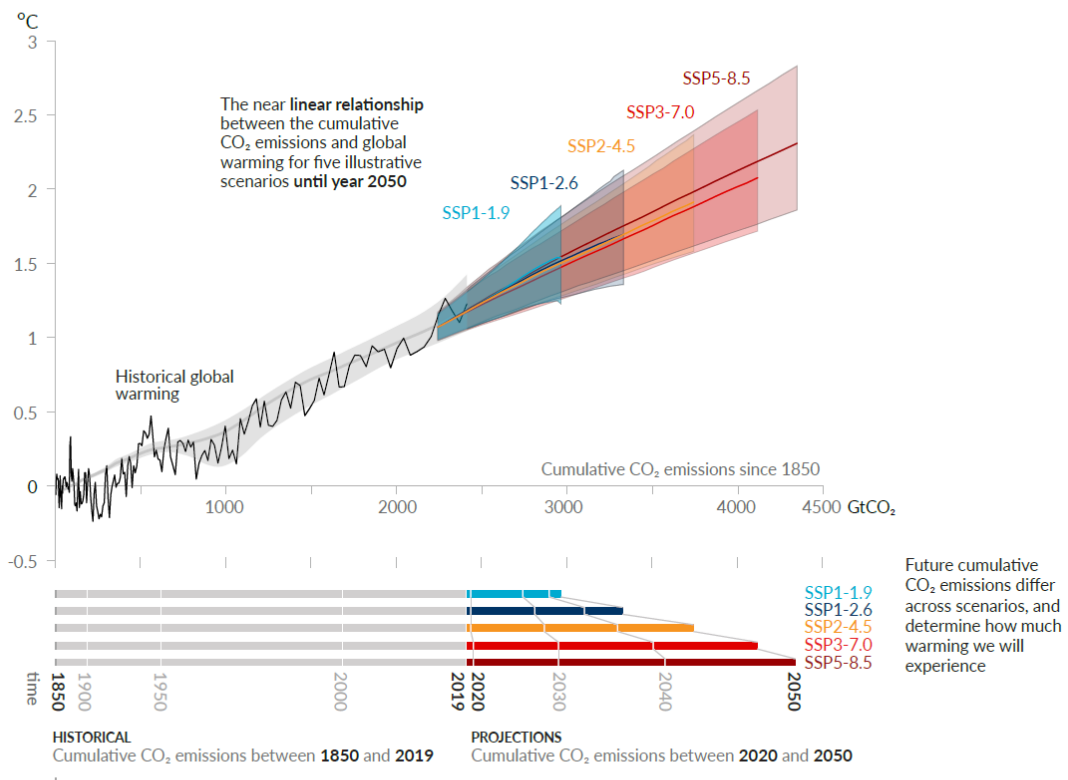 °C
3
2.5
2
1.5
1
0.5
0
-0.5
The near linear relationship
between the cumulative
CO₂ emissions and global
warming for five illustrative
scenarios until year 2050
SSP5-8.5
SSP3-7.0
SSP2-4.5
SSP1-2.6
SSP1-1.9
Historical global
warming
Cumulative CO₂ emissions since 1850
1000
2000
3000
4000
4500 GtCO₂
SSP1-1.9
SSP1-2.6
SSP2-4.5
SSP3-7.0
SSP5-8.5
Future cumulative
CO₂ emissions differ
across scenarios, and
determine how much
warming we will
experience
time
1850
1900
1950
2000
2019
2020
2030
2040
2050
HISTORICAL
Cumulative CO₂ emissions between 1850 and 2019
PROJECTIONS
Cumulative CO₂ emissions between 2020 and 2050